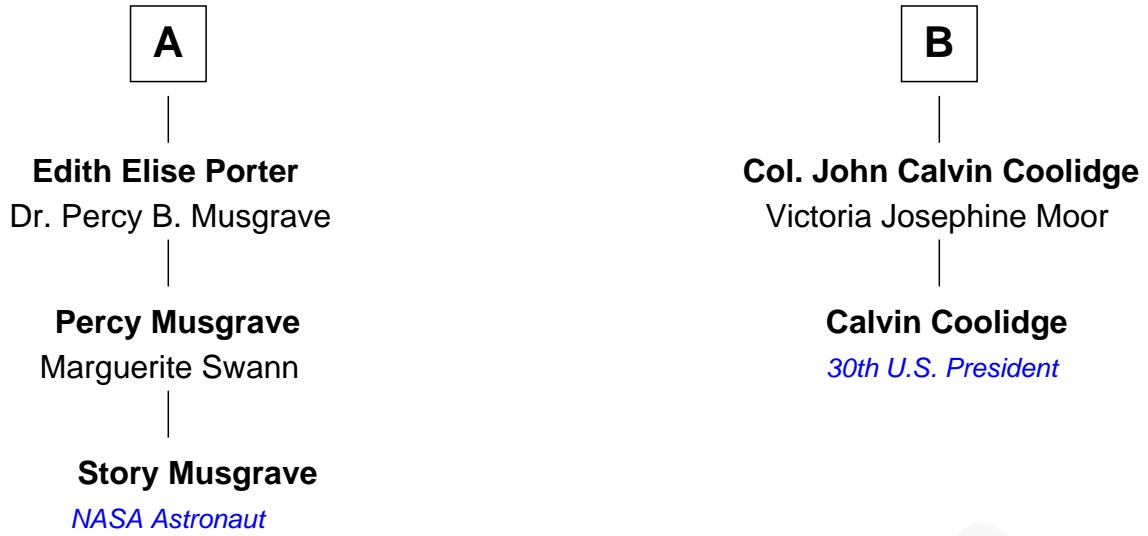 A
Edith Elise Porter
Dr. Percy B. Musgrave
Percy Musgrave
Marguerite Swann
Story Musgrave
NASA Astronaut
B
Col. John Calvin Coolidge
Victoria Josephine Moor
Calvin Coolidge
30th U.S. President